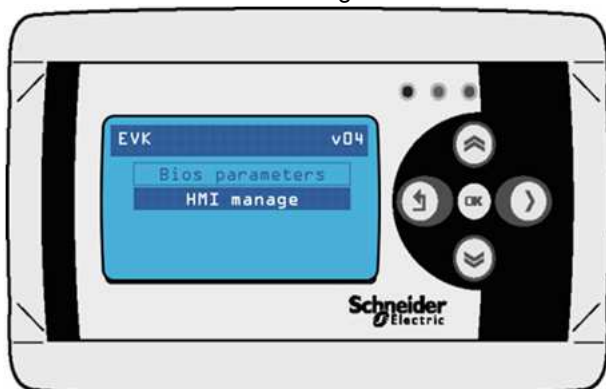 EVK v04
Bios parameters
HMI manage
OK
Schneider
Electric